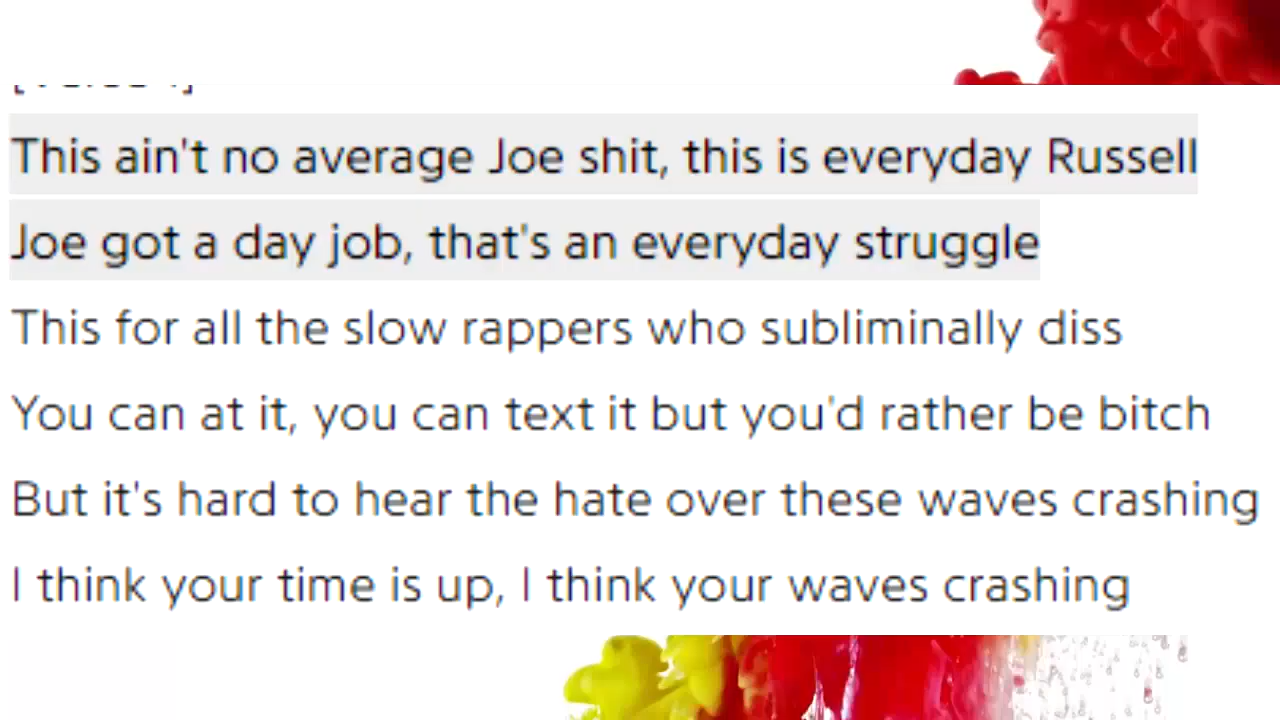 This ain't no average Joe shit, this is everyday Russell
Joe got a day job, that's an everyday struggle
This for all the slow rappers who subliminally diss
You can at it, you can text it but you'd rather be bitch
But it's hard to hear the hate over these waves crashing
I think your time is up, I think your waves crashing